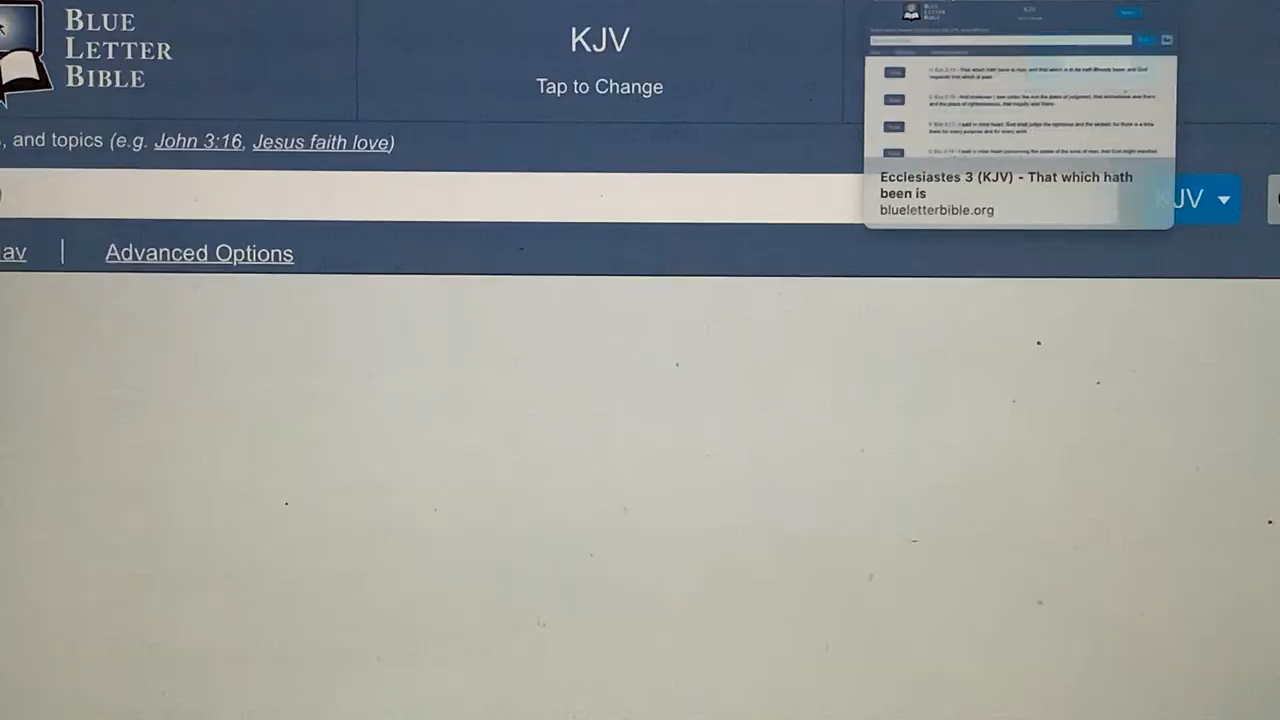 BLUE
LETTER
BIBLE
KJV
Tap to Change
, and topics (e.g. John 3:16, Jesus faith love)
KJV
av | Advanced Options
Ecclesiastes 3 (KJV) - That which hath
been is
blueletterbible.org